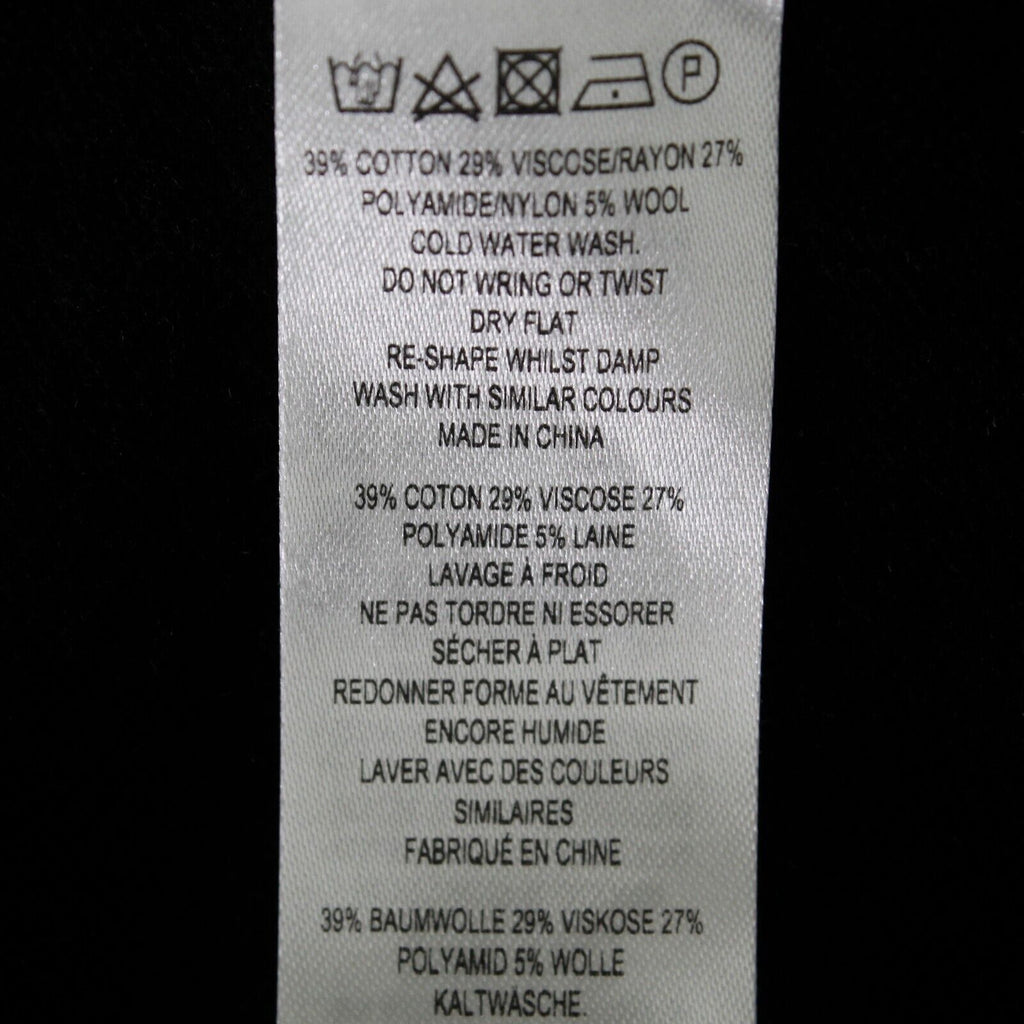 P
39% COTTON 29% VISCOSE/RAYON 27%
POLYAMIDE/NYLON 5% WOOL
COLD WATER WASH.
DO NOT WRING OR TWIST
DRY FLAT
RE-SHAPE WHILST DAMP
WASH WITH SIMILAR COLOURS
MADE IN CHINA
39% COTON 29% VISCOSE 27%
POLYAMIDE 5% LAINE
LAVAGE À FROID
NE PAS TORDRE NI ESSORER
SÉCHER À PLAT
REDONNER FORME AU VÊTEMENT
ENCORE HUMIDE
LAVER AVEC DES COULEURS
SIMILAIRES
FABRIQUÉ EN CHINE
39% BAUMWOLLE 29% VISKOSE 27%
POLYAMID 5% WOLLE
KALTWÄSCHE.